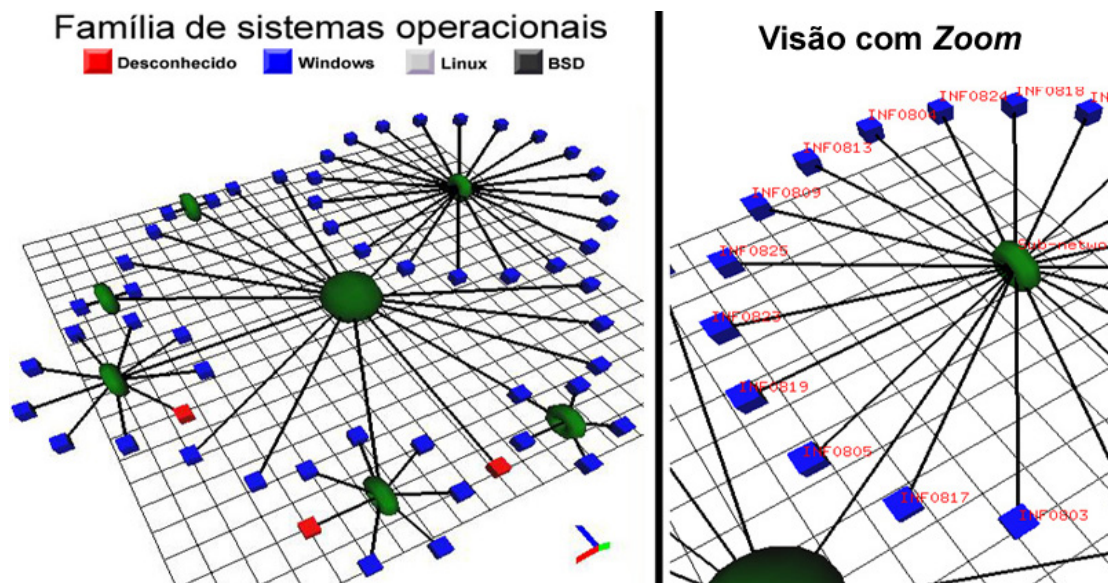 Família de sistemas operacionais
Desconhecido Windows Linux BSD
Visão com Zoom
INF0824
INF0818
INF0804
INF0813
INF0809
INF0825
INF0823
INF0819
INF0805
INF0817
INF0803